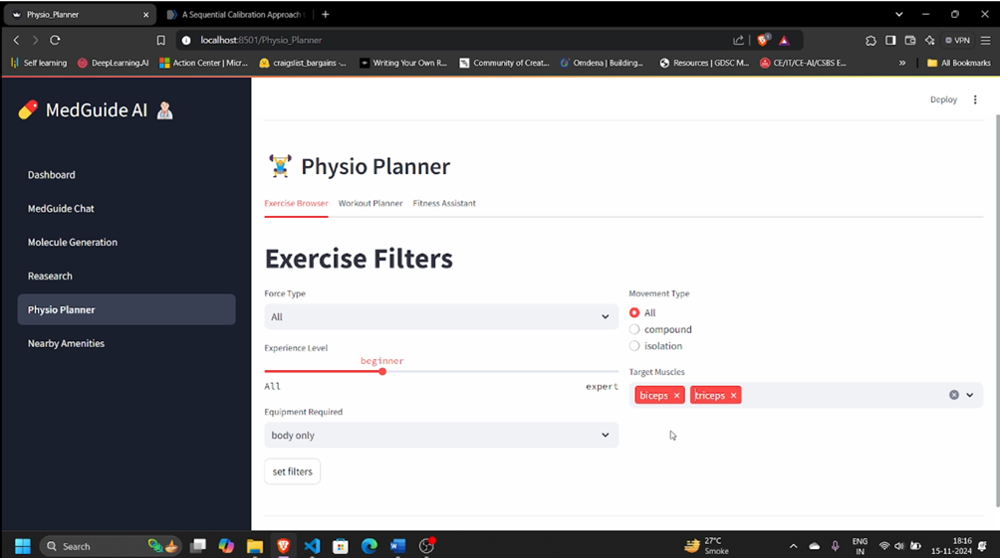 Physio_Planner
A Sequential Calibration Approach
localhost:8501/Physio_Planner
VPN
Self learning
DeepLearning.AI
Action Center | Micr...
craigslist_bargains -...
Writing Your Own R...
Community of Creat...
Omdena | Building...
Resources | GDSC M...
CE/IT/CE-AI/CSBS E...
»
All Bookmarks
MedGuide AI
Dashboard
MedGuide Chat
Molecule Generation
Reasearch
Physio Planner
Nearby Amenities
Deploy
Physio Planner
Exercise Browser Workout Planner Fitness Assistant
Exercise Filters
Force Type
All
Experience Level
beginner
All expert
Equipment Required
body only
set filters
Movement Type
All
compound
isolation
Target Muscles
biceps × triceps ×
Search
27°C
Smoke
ENG
IN
18:16
15-11-2024